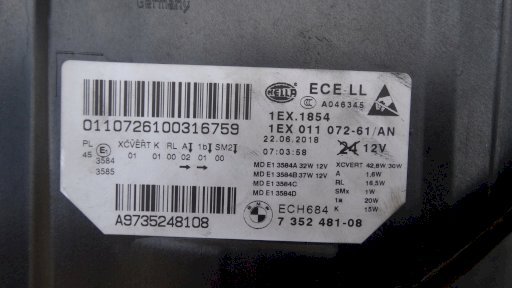 Germany
HELLA
ECE LL
A046345
1EX.1854
1EX 011 072-61/AN
22.06.2018
07:03:58
24 12V
0110726100316759
PL XCVERT K RL A 1b SM2
45 3584 01 01 00 02 01 00
3585
MD E1 3584A 32W 12V XCVERT 42,8W,30W
MD E1 3584B 37W 12V A 1,6W
MD E1 3584C RL 16,5W
MD E1 3584D SMx 1W
1a 20W
K 15W
A9735248108
BMW
ECH684
7 352 481-08